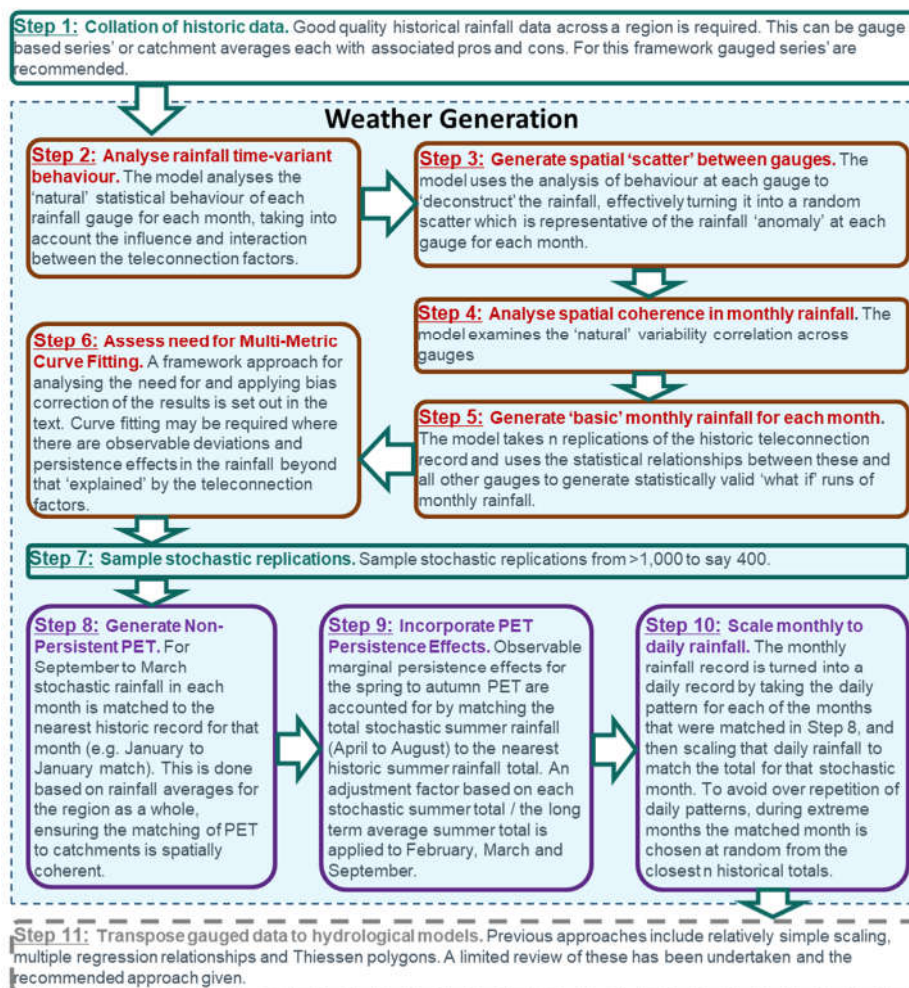 Step 1: Collation of historic data. Good quality historical rainfall data across a region is required. This can be gauge
based series' or catchment averages each with associated pros and cons. For this framework gauged series' are
recommended.
Weather Generation
Step 2: Analyse rainfall time-variant
behaviour. The model analyses the
'natural' statistical behaviour of each
rainfall gauge for each month, taking into
account the influence and interaction
between the teleconnection factors.
Step 3: Generate spatial 'scatter' between gauges. The
model uses the analysis of behaviour at each gauge to
'deconstruct' the rainfall, effectively turning it into a random
scatter which is representative of the rainfall 'anomaly' at each
gauge for each month.
Step 4: Analyse spatial coherence in monthly rainfall. The
model examines the 'natural' variability correlation across
gauges
Step 5: Generate 'basic' monthly rainfall for each month.
The model takes n replications of the historic teleconnection
record and uses the statistical relationships between these and
all other gauges to generate statistically valid 'what if' runs of
monthly rainfall.
Step 6: Assess need for Multi-Metric
Curve Fitting. A framework approach for
analysing the need for and applying bias
correction of the results is set out in the
text. Curve fitting may be required where
there are observable deviations and
persistence effects in the rainfall beyond
that 'explained' by the teleconnection
factors.
Step 7: Sample stochastic replications. Sample stochastic replications from >1,000 to say 400.
Step 8: Generate Non-
Persistent PET. For
September to March
stochastic rainfall in each
month is matched to the
nearest historic record for that
month (e.g. January to
January match). This is done
based on rainfall averages for
the region as a whole,
ensuring the matching of PET
to catchments is spatially
coherent.
Step 9: Incorporate PET
Persistence Effects. Observable
marginal persistence effects for
the spring to autumn PET are
accounted for by matching the
total stochastic summer rainfall
(April to August) to the nearest
historic summer rainfall total. An
adjustment factor based on each
stochastic summer total / the long
term average summer total is
applied to February, March and
September.
Step 10: Scale monthly to
daily rainfall. The monthly
rainfall record is turned into a
daily record by taking the daily
pattern for each of the months
that were matched in Step 8, and
then scaling that daily rainfall to
match the total for that stochastic
month. To avoid over repetition of
daily patterns, during extreme
months the matched month is
chosen at random from the
closest n historical totals.
Step 11: Transpose gauged data to hydrological models. Previous approaches include relatively simple scaling,
multiple regression relationships and Thiessen polygons. A limited review of these has been undertaken and the
recommended approach given.